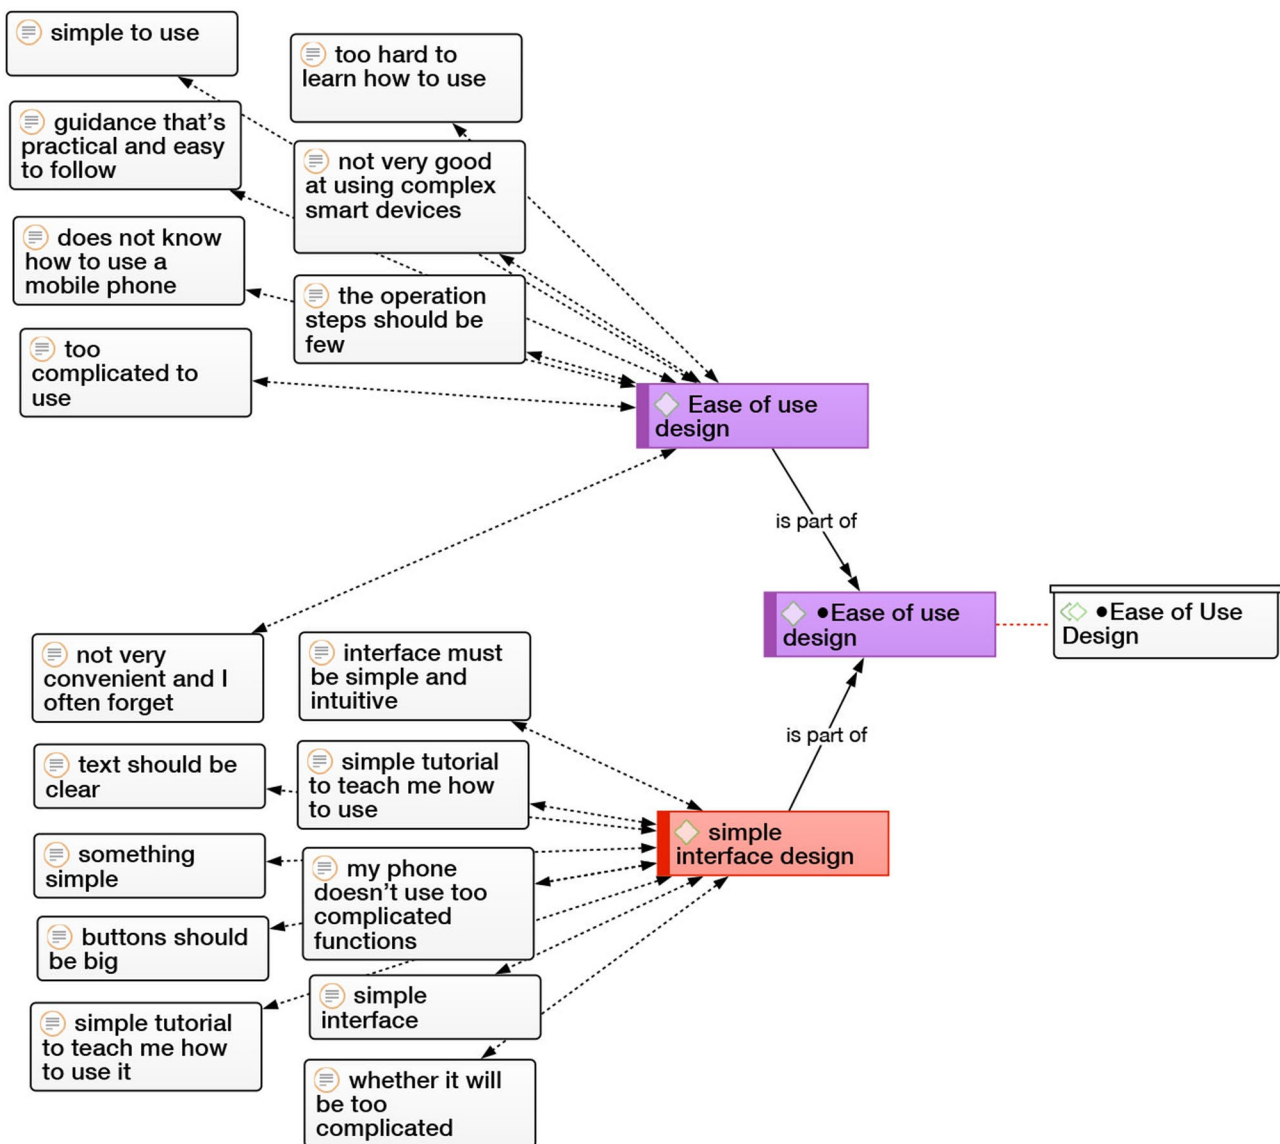 simple to use
too hard to
learn how to use
guidance that's
practical and easy
to follow
not very good
at using complex
smart devices
does not know
how to use a
mobile phone
the operation
steps should be
few
too
complicated to
use
Ease of use
design
is part of
●Ease of use
design
●Ease of Use
Design
not very
convenient and I
often forget
interface must
be simple and
intuitive
is part of
text should be
clear
simple tutorial
to teach me how
to use
simple
interface design
something
simple
my phone
doesn't use too
complicated
functions
buttons should
be big
simple
interface
simple tutorial
to teach me how
to use it
whether it will
be too
complicated